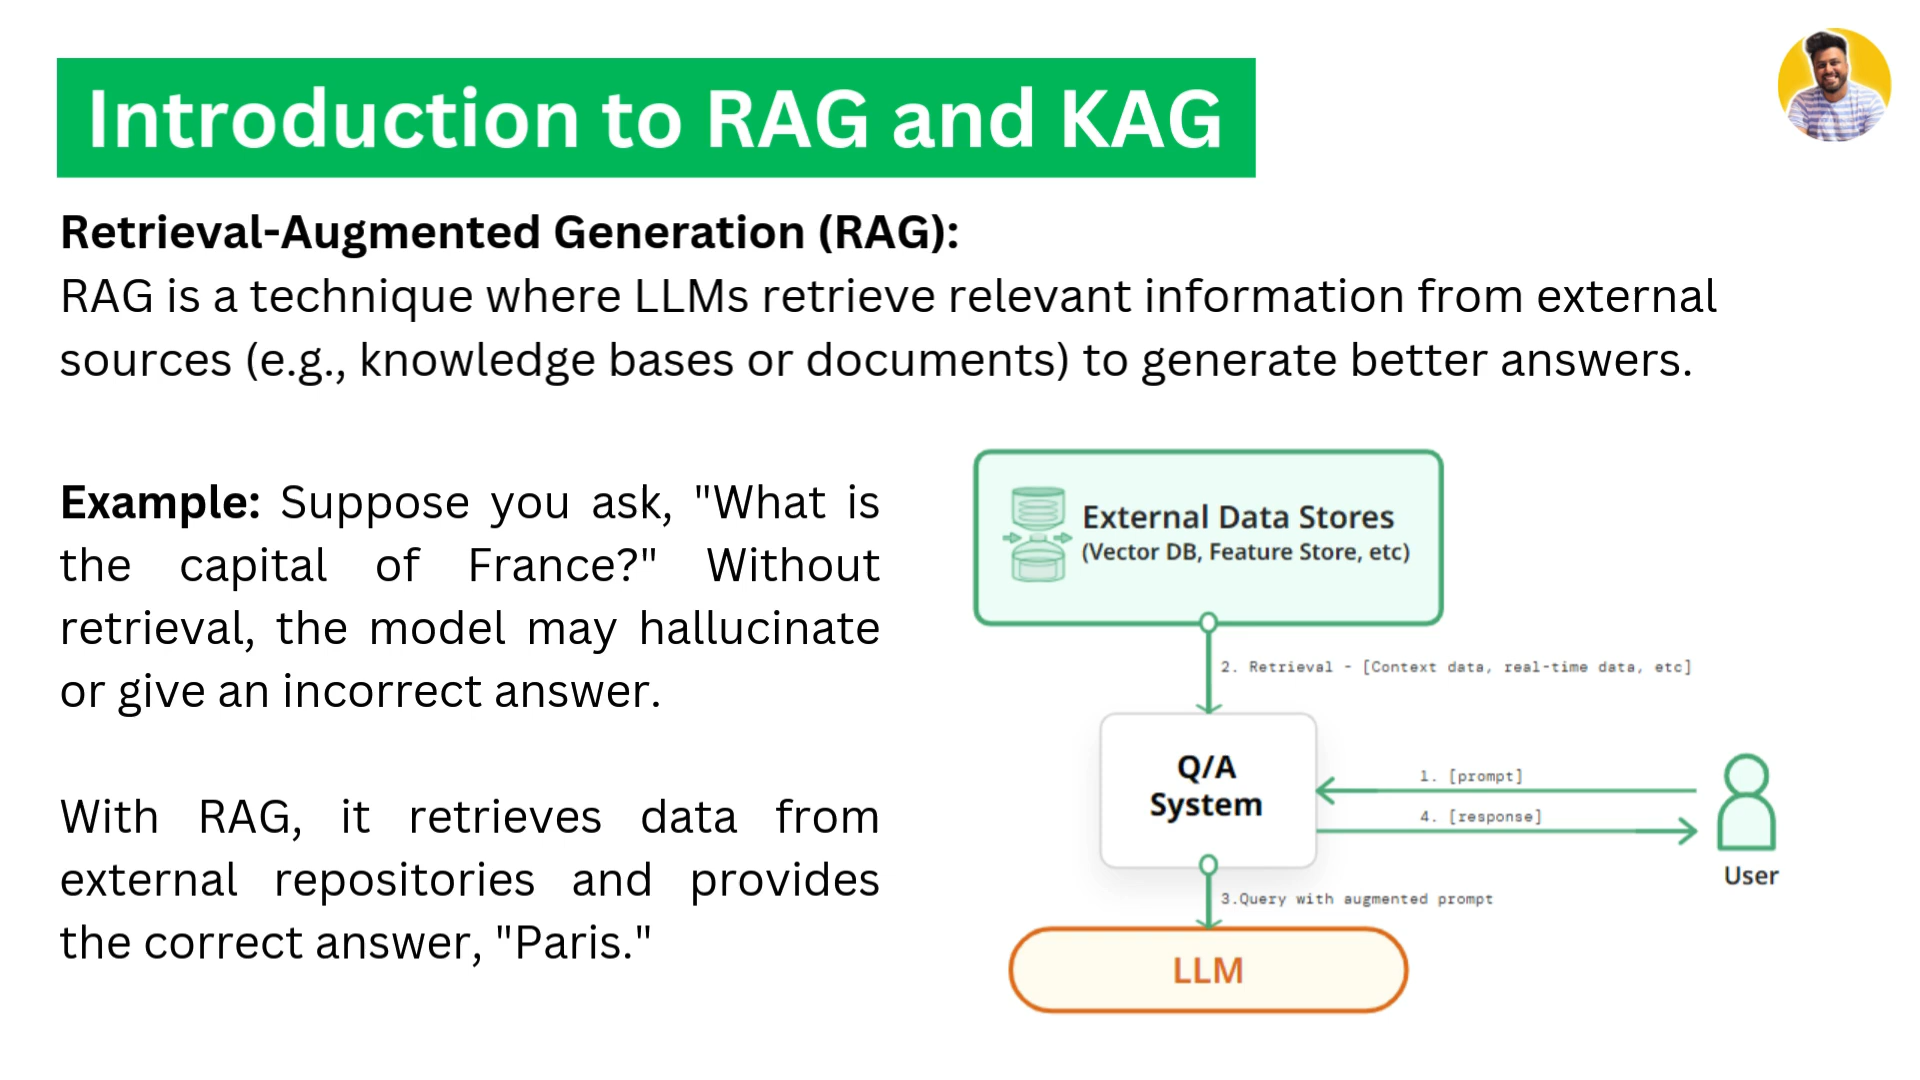 Introduction to RAG and KAG
Retrieval-Augmented Generation (RAG):
RAG is a technique where LLMs retrieve relevant information from external
sources (e.g., knowledge bases or documents) to generate better answers.
Example: Suppose you ask, "What is
the capital of France?" Without
retrieval, the model may hallucinate
or give an incorrect answer.
With RAG, it retrieves data from
external repositories and provides
the correct answer, "Paris."
External Data Stores
(Vector DB, Feature Store, etc)
2. Retrieval - [Context data, real-time data, etc]
Q/A
System
1. [prompt]
4. [response]
User
3.Query with augmented prompt
LLM